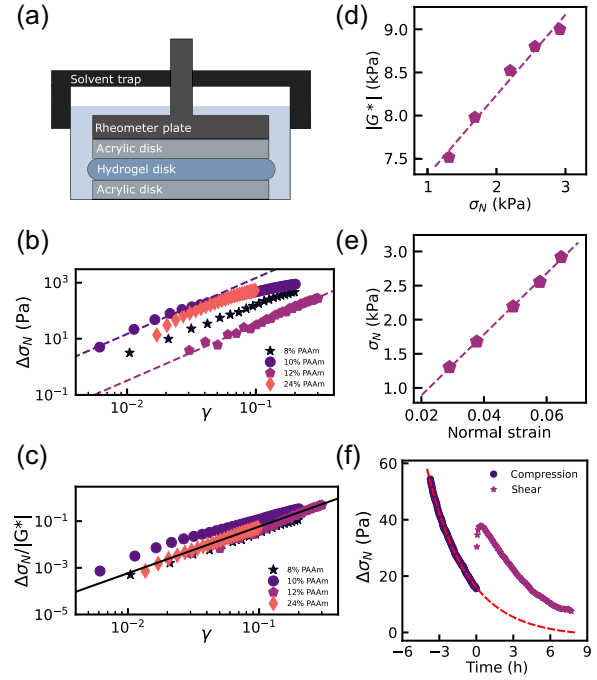 (a)
Solvent trap
Rheometer plate
Acrylic disk
Hydrogel disk
Acrylic disk
(b)
Δσ_N (Pa)
10³
10¹
10⁻¹
10⁻²
10⁻¹
γ
8% PAAm
10% PAAm
12% PAAm
24% PAAm
(c)
Δσ_N/|G*|
10⁻¹
10⁻³
10⁻⁵
10⁻²
10⁻¹
γ
8% PAAm
10% PAAm
12% PAAm
24% PAAm
(d)
|G*| (kPa)
9.0
8.5
8.0
7.5
1
2
3
σ_N (kPa)
(e)
σ_N (kPa)
3.0
2.5
2.0
1.5
1.0
0.02
0.04
0.06
Normal strain
(f)
Δσ_N (Pa)
60
40
20
0
Compression
Shear
−6
−3
0
3
6
9
Time (h)